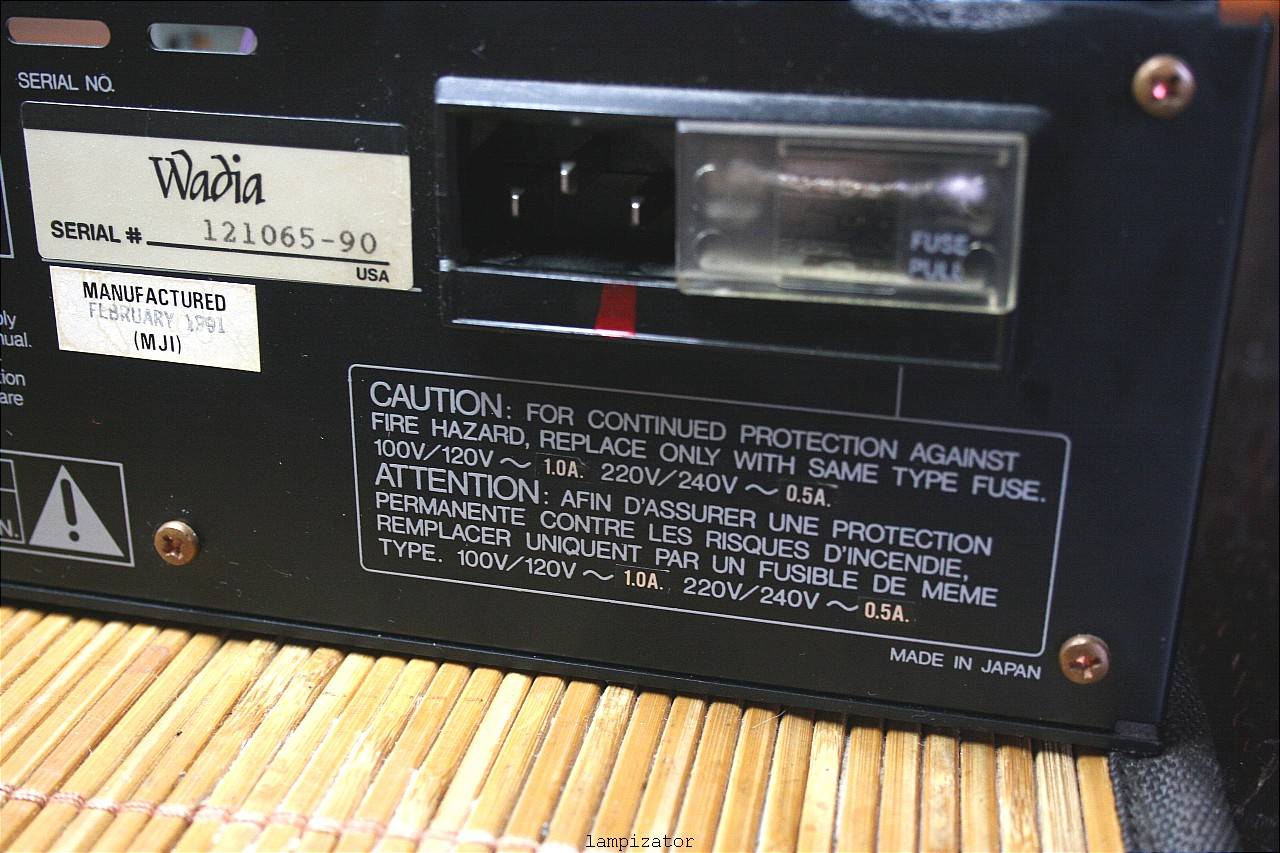 SERIAL NO.
Wadia
SERIAL # 121065-90
USA
MANUFACTURED
FEBRUARY 1991
(MJI)
nual.
are
N.
FUSE
PULL
CAUTION: FOR CONTINUED PROTECTION AGAINST
FIRE HAZARD, REPLACE ONLY WITH SAME TYPE FUSE.
100V/120V ~ 1.0A. 220V/240V ~ 0.5A.
ATTENTION: AFIN D'ASSURER UNE PROTECTION
PERMANENTE CONTRE LES RISQUES D'INCENDIE,
REMPLACER UNIQUENT PAR UN FUSIBLE DE MEME
TYPE. 100V/120V ~ 1.0A. 220V/240V ~ 0.5A.
MADE IN JAPAN
lampizator